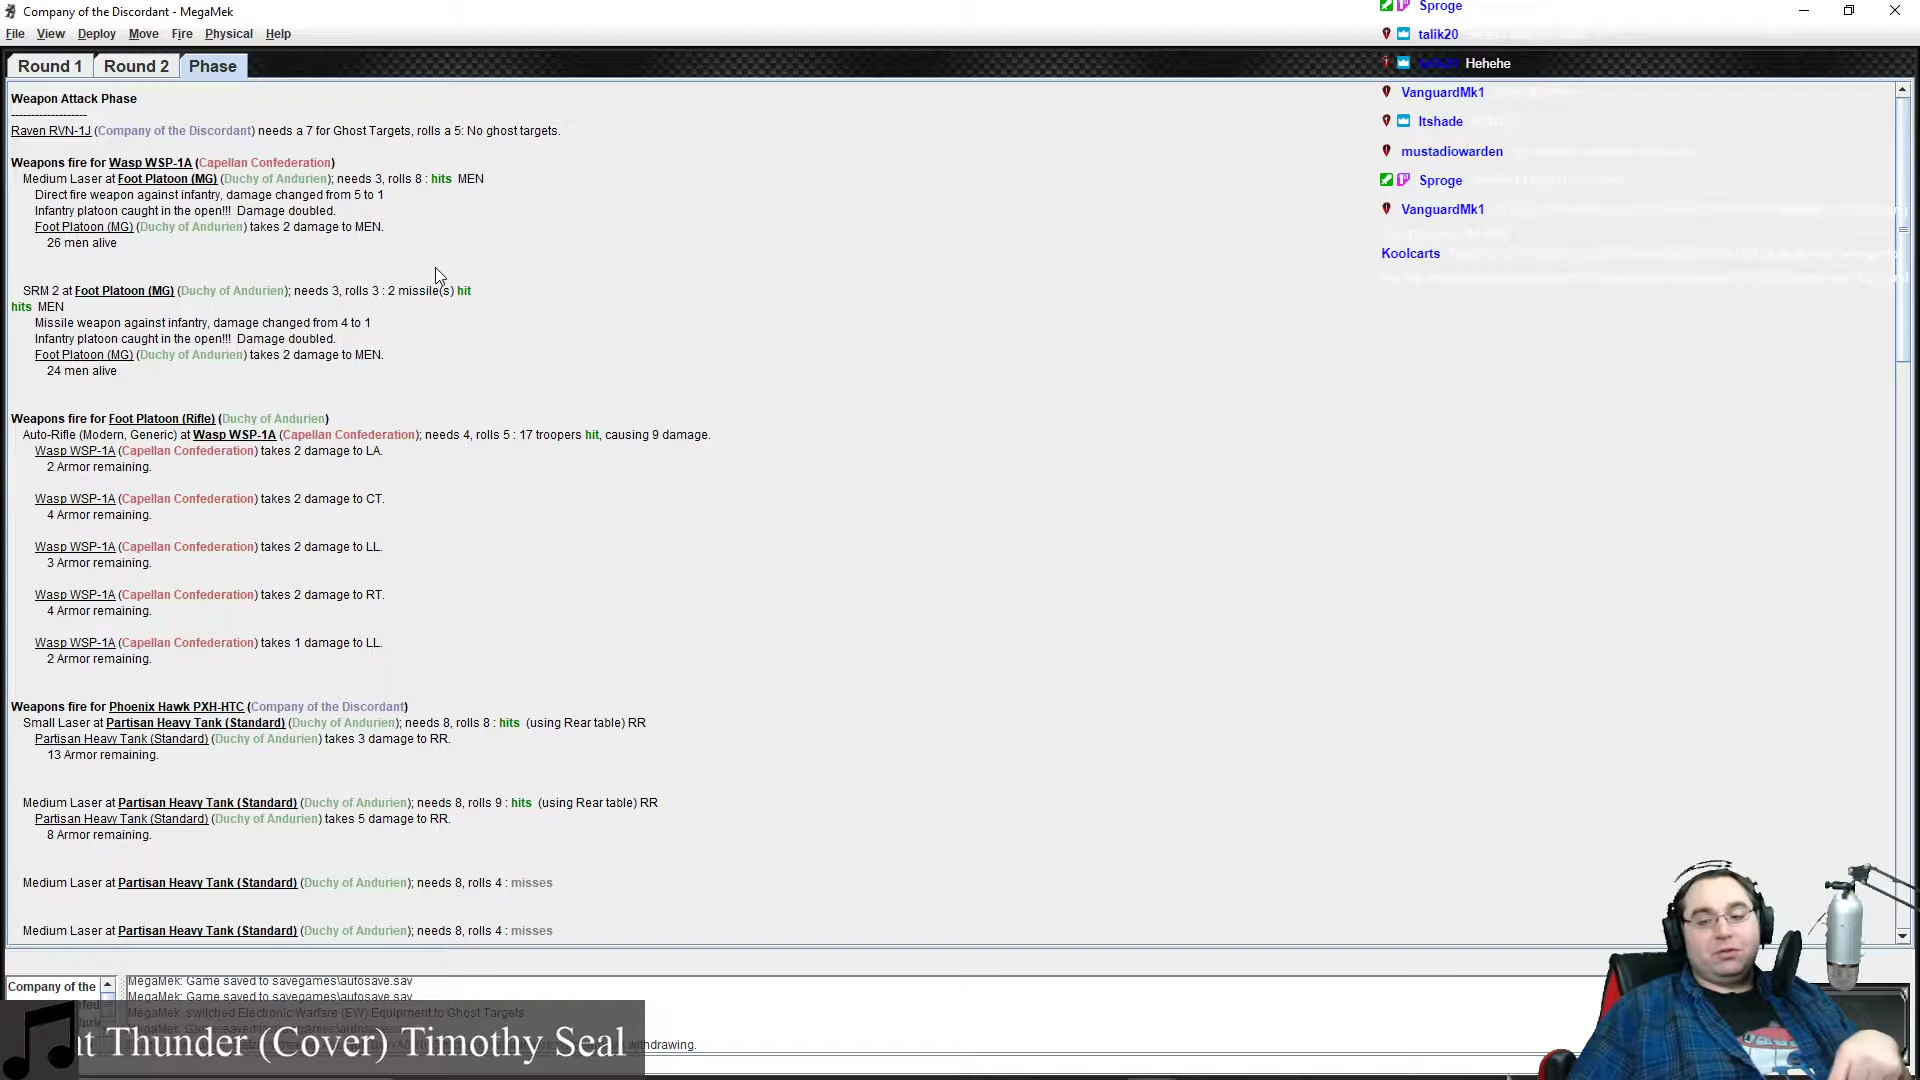 Company of the Discordant - MegaMek
File View Deploy Move Fire Physical Help
Round 1 Round 2 Phase
Weapon Attack Phase
--------------------
Raven RVN-1J (Company of the Discordant) needs a 7 for Ghost Targets, rolls a 5: No ghost targets.
Weapons fire for Wasp WSP-1A (Capellan Confederation)
Medium Laser at Foot Platoon (MG) (Duchy of Andurien); needs 3, rolls 8 : hits MEN
Direct fire weapon against infantry, damage changed from 5 to 1
Infantry platoon caught in the open!!! Damage doubled.
Foot Platoon (MG) (Duchy of Andurien) takes 2 damage to MEN.
26 men alive
SRM 2 at Foot Platoon (MG) (Duchy of Andurien); needs 3, rolls 3 : 2 missile(s) hit
hits MEN
Missile weapon against infantry, damage changed from 4 to 1
Infantry platoon caught in the open!!! Damage doubled.
Foot Platoon (MG) (Duchy of Andurien) takes 2 damage to MEN.
24 men alive
Weapons fire for Foot Platoon (Rifle) (Duchy of Andurien)
Auto-Rifle (Modern, Generic) at Wasp WSP-1A (Capellan Confederation); needs 4, rolls 5 : 17 troopers hit, causing 9 damage.
Wasp WSP-1A (Capellan Confederation) takes 2 damage to LA.
2 Armor remaining.
Wasp WSP-1A (Capellan Confederation) takes 2 damage to CT.
4 Armor remaining.
Wasp WSP-1A (Capellan Confederation) takes 2 damage to LL.
3 Armor remaining.
Wasp WSP-1A (Capellan Confederation) takes 2 damage to RT.
4 Armor remaining.
Wasp WSP-1A (Capellan Confederation) takes 1 damage to LL.
2 Armor remaining.
Weapons fire for Phoenix Hawk PXH-HTC (Company of the Discordant)
Small Laser at Partisan Heavy Tank (Standard) (Duchy of Andurien); needs 8, rolls 8 : hits (using Rear table) RR
Partisan Heavy Tank (Standard) (Duchy of Andurien) takes 3 damage to RR.
13 Armor remaining.
Medium Laser at Partisan Heavy Tank (Standard) (Duchy of Andurien); needs 8, rolls 9 : hits (using Rear table) RR
Partisan Heavy Tank (Standard) (Duchy of Andurien) takes 5 damage to RR.
8 Armor remaining.
Medium Laser at Partisan Heavy Tank (Standard) (Duchy of Andurien); needs 8, rolls 4 : misses
Medium Laser at Partisan Heavy Tank (Standard) (Duchy of Andurien); needs 8, rolls 4 : misses
Sproge
talik20
talik20 Hehehe
VanguardMk1
Itshade
mustadiowarden
Sproge
VanguardMk1
Koolcarts
Company of the
MegaMek: Game saved to savegames\autosave.sav
MegaMek: Game saved to savegames\autosave.sav
MegaMek: switched Electronic Warfare (EW) Equipment to Ghost Targets
MegaMek: Game saved to savegames\autosave.sav
withdrawing.
at Thunder (Cover) Timothy Seal